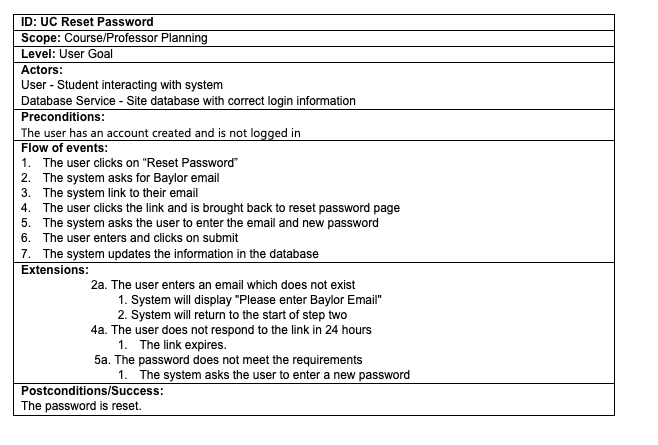 ID: UC Reset Password
Scope: Course/Professor Planning
Level: User Goal
Actors:
User - Student interacting with system
Database Service - Site database with correct login information
Preconditions:
The user has an account created and is not logged in
Flow of events:
1. The user clicks on “Reset Password”
2. The system asks for Baylor email
3. The system link to their email
4. The user clicks the link and is brought back to reset password page
5. The system asks the user to enter the email and new password
6. The user enters and clicks on submit
7. The system updates the information in the database
Extensions:
2a. The user enters an email which does not exist
1. System will display "Please enter Baylor Email"
2. System will return to the start of step two
4a. The user does not respond to the link in 24 hours
1. The link expires.
5a. The password does not meet the requirements
1. The system asks the user to enter a new password
Postconditions/Success:
The password is reset.